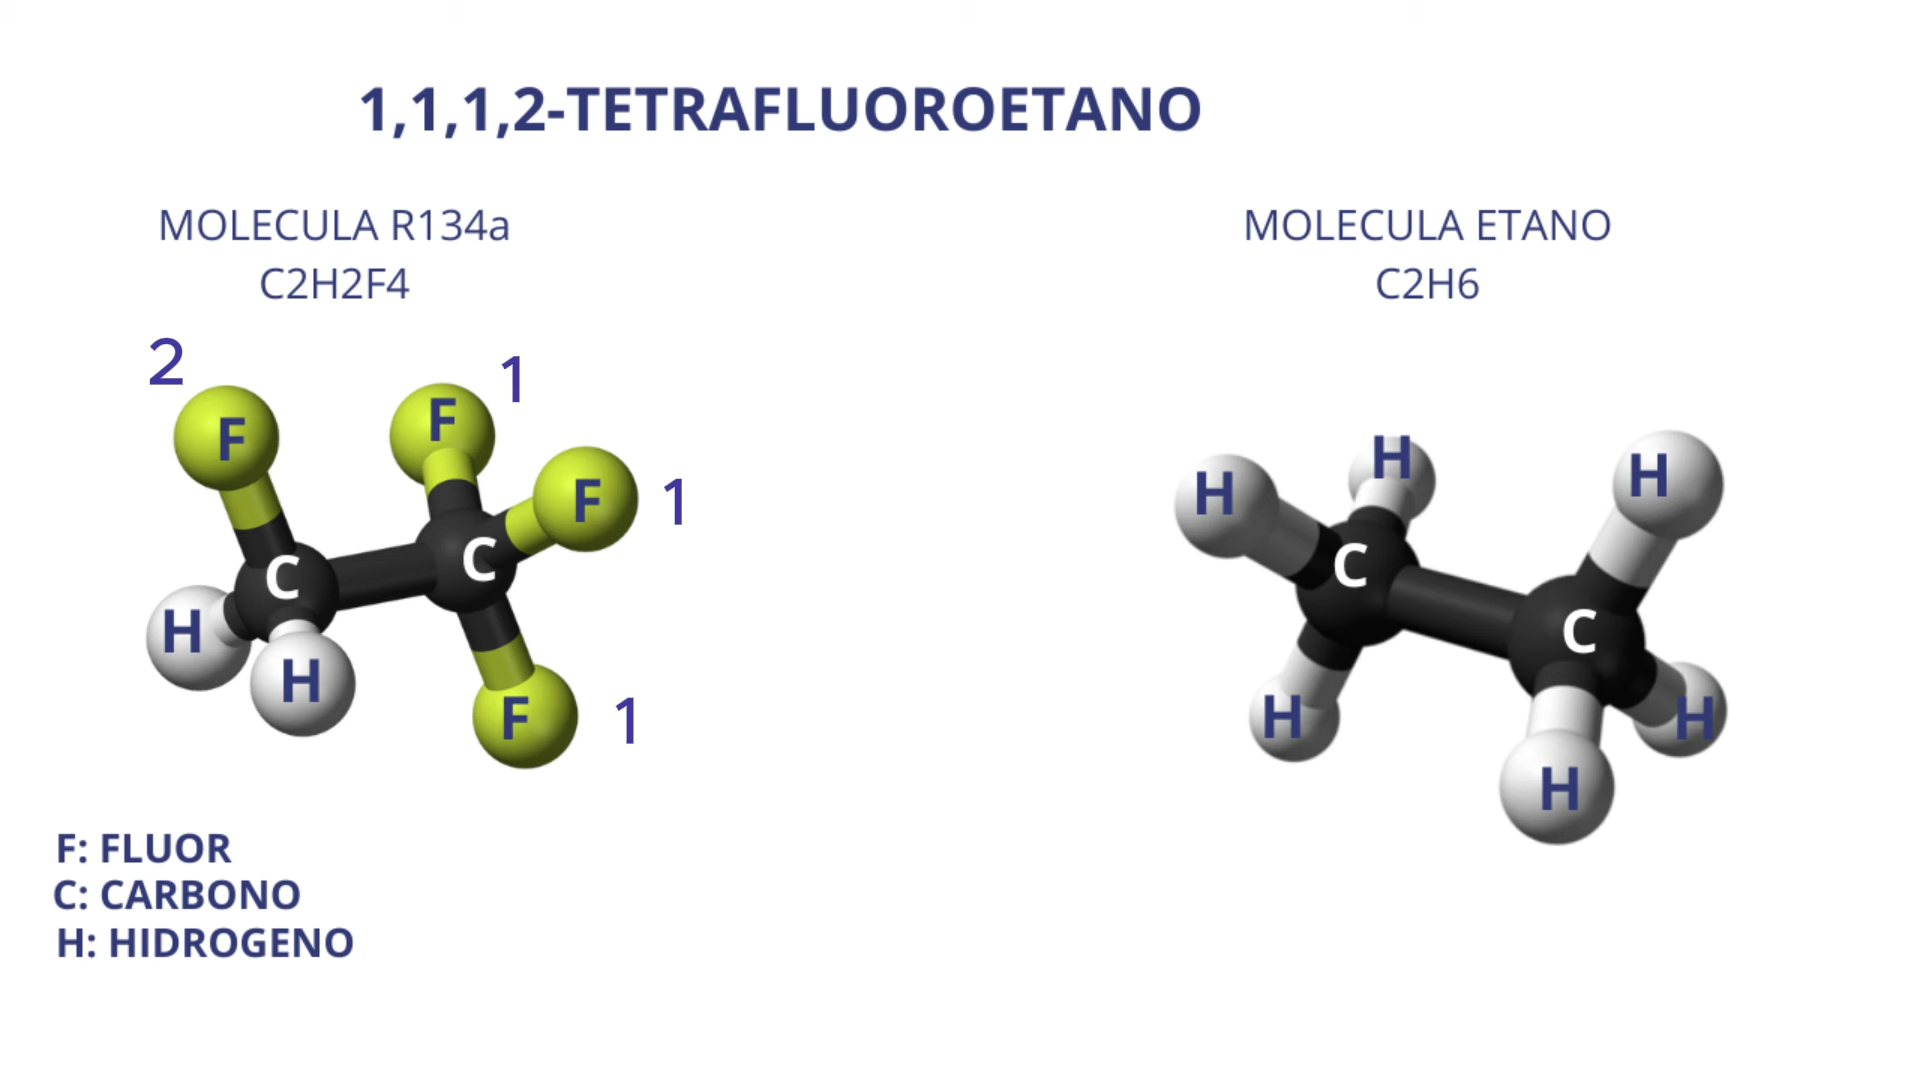 1,1,1,2-TETRAFLUOROETANO
MOLECULA R134a
C2H2F4
2
1
F
F
F
1
C
C
H
H
F
1
F: FLUOR
C: CARBONO
H: HIDROGENO
MOLECULA ETANO
C2H6
H
H
H
C
C
H
H
H